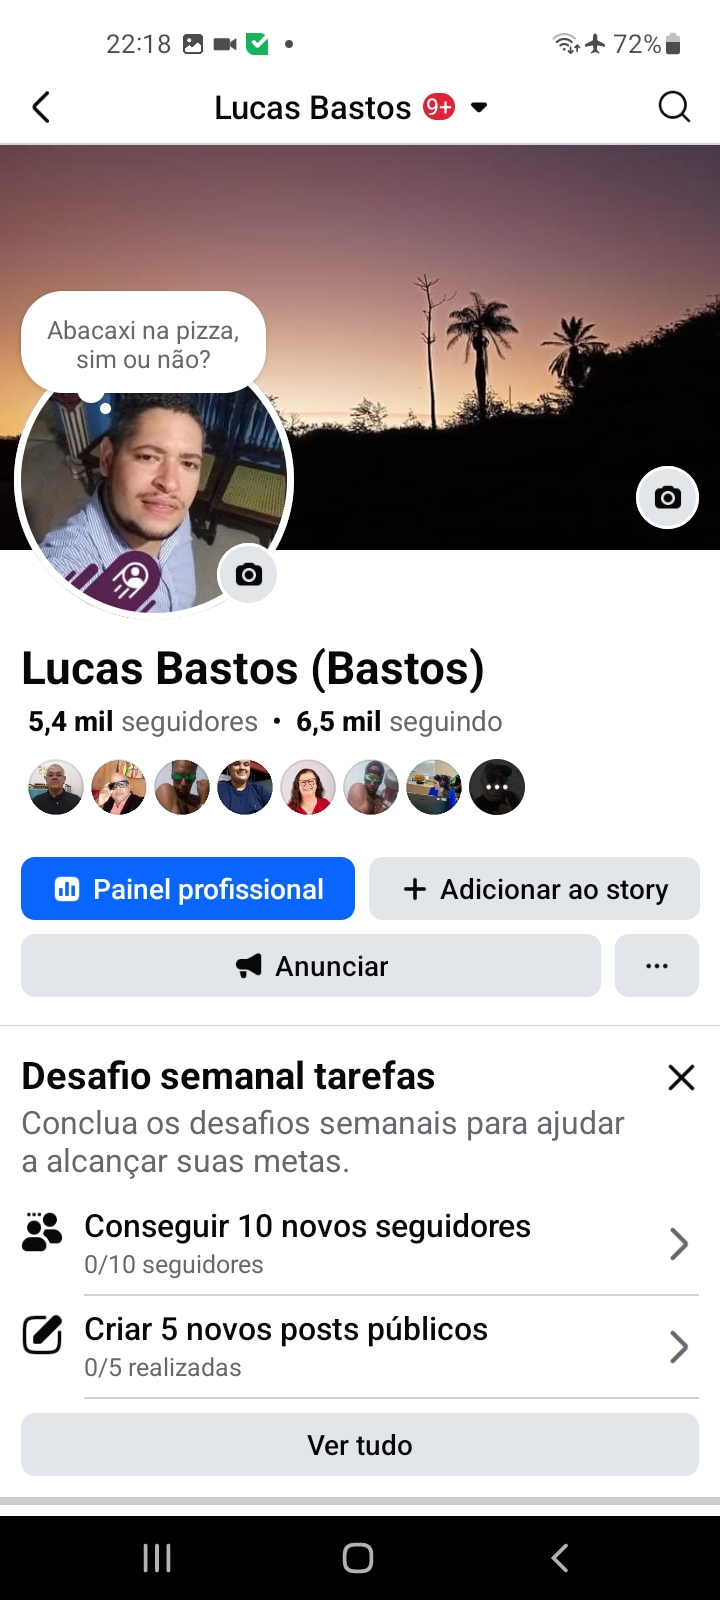 22:18
72%
Lucas Bastos 9+
Abacaxi na pizza,
sim ou não?
Lucas Bastos (Bastos)
5,4 mil seguidores • 6,5 mil seguindo
Painel profissional
+ Adicionar ao story
Anunciar
Desafio semanal tarefas
Conclua os desafios semanais para ajudar
a alcançar suas metas.
Conseguir 10 novos seguidores
0/10 seguidores
Criar 5 novos posts públicos
0/5 realizadas
Ver tudo